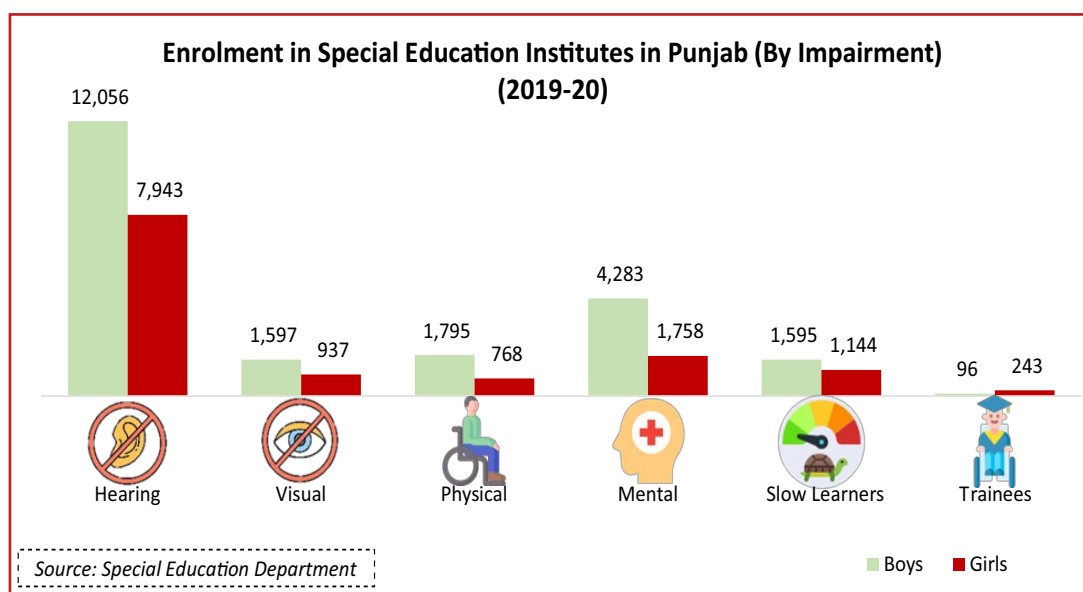 Enrolment in Special Education Institutes in Punjab (By Impairment)
(2019-20)
12,056
7,943
1,597
937
1,795
768
4,283
1,758
1,595
1,144
96
243
Hearing
Visual
Physical
Mental
Slow Learners
Trainees
Source: Special Education Department
Boys
Girls